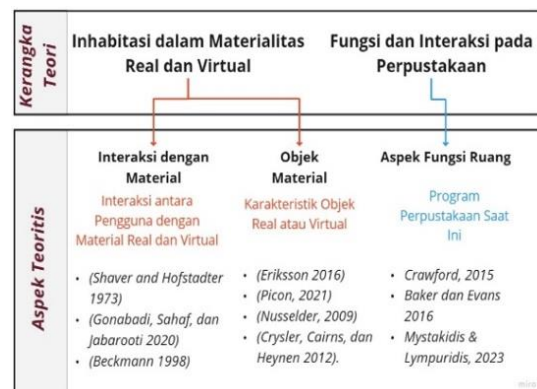 Kerangka
Teori
Inhabitasi dalam Materialitas
Real dan Virtual
Fungsi dan Interaksi pada
Perpustakaan
Aspek Teoritis
Interaksi dengan
Material
Interaksi antara
Pengguna dengan
Material Real dan Virtual
• (Shaver and Hofstadter
1973)
• (Gonabadi, Sahaf, dan
Jabarooti 2020)
• (Beckmann 1998)
Objek
Material
Karakteristik Objek
Real atau Virtual
• (Eriksson 2016)
• (Picon, 2021)
• (Nusselder, 2009)
• (Crysler, Cairns, dan
Heynen 2012).
Aspek Fungsi Ruang
Program
Perpustakaan Saat
Ini
• Crawford, 2015
• Baker dan Evans
2016
• Mystakidis &
Lympuridis, 2023
miro